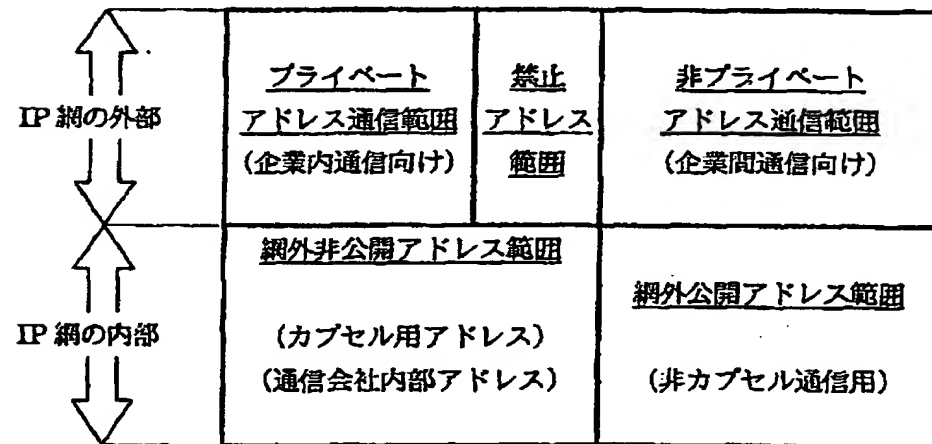 IP 網の外部
プライベート
アドレス通信範囲
(企業内通信向け)
禁止
アドレス
範囲
非プライベート
アドレス通信範囲
(企業間通信向け)
IP 網の内部
網外非公開アドレス範囲
(カプセル用アドレス)
(通信会社内部アドレス)
網外公開アドレス範囲
(非カプセル通信用)